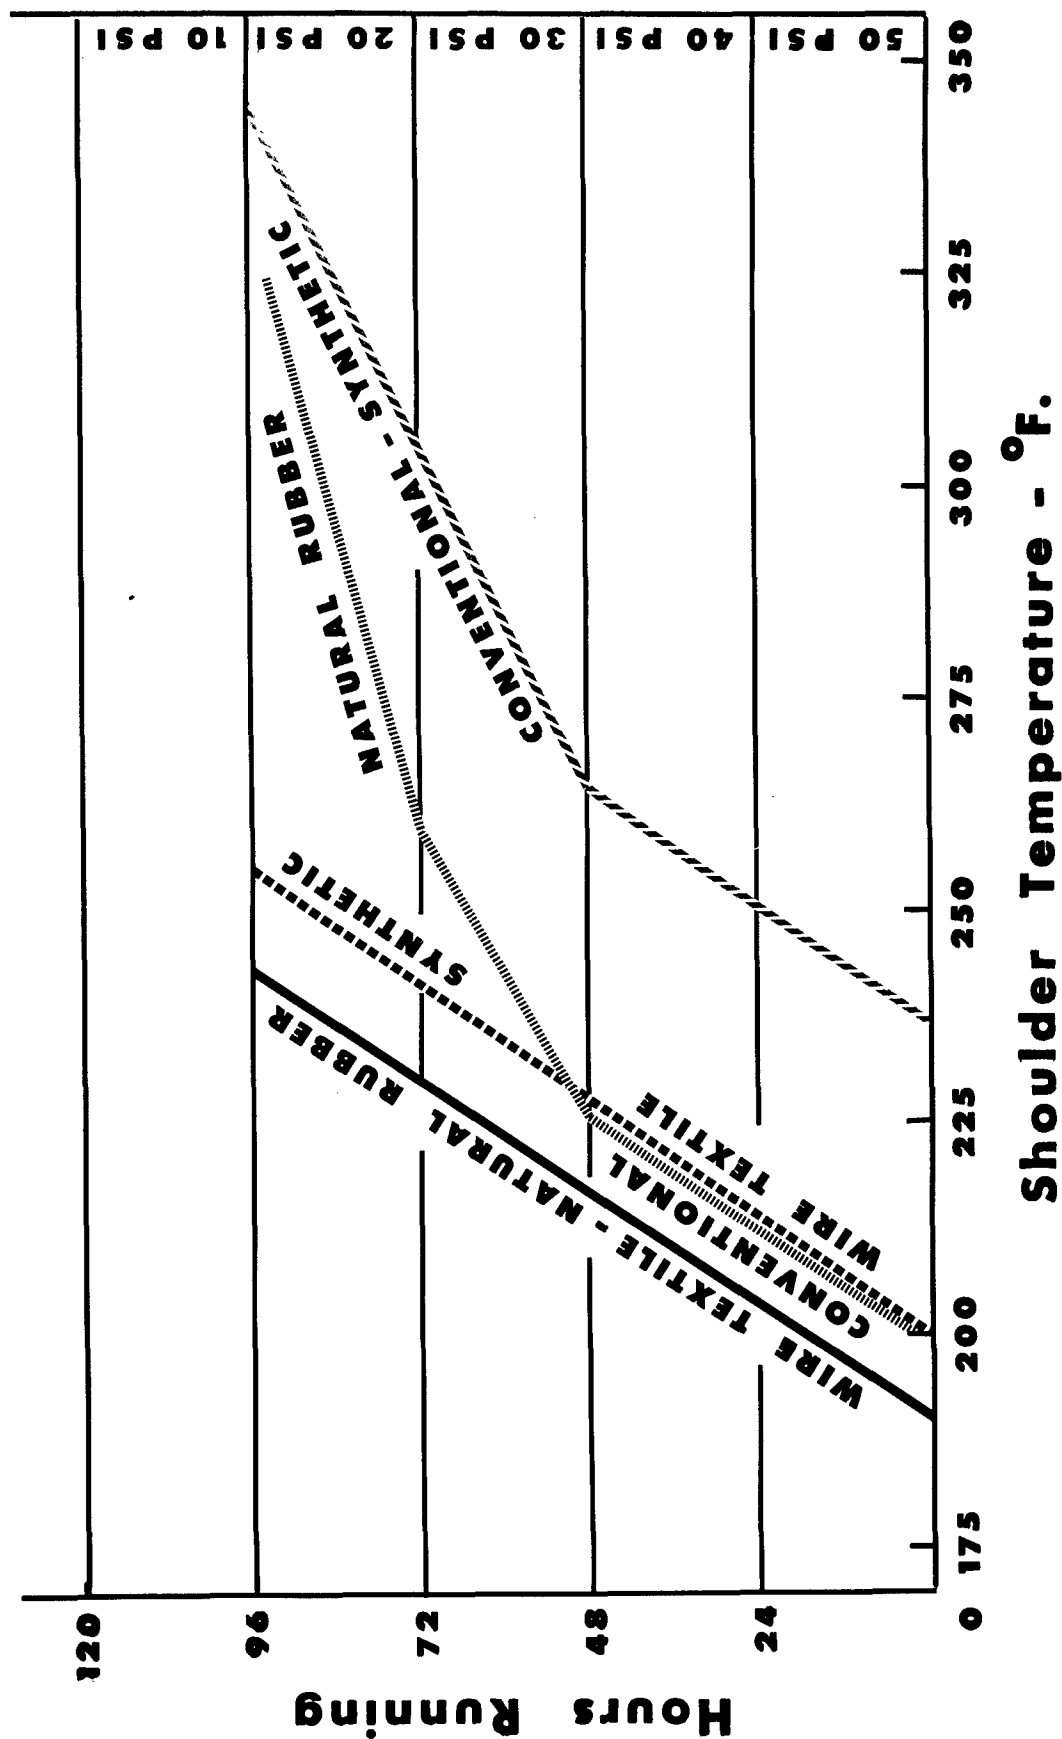 10 PSI
20 PSI
30 PSI
40 PSI
50 PSI
120
96
72
48
24
0
Hours Running
175
200
225
250
275
300
325
350
Shoulder Temperature - °F.
WIRE TEXTILE - NATURAL RUBBER
WIRE TEXTILE SYNTHETIC
CONVENTIONAL NATURAL RUBBER
CONVENTIONAL - SYNTHETIC